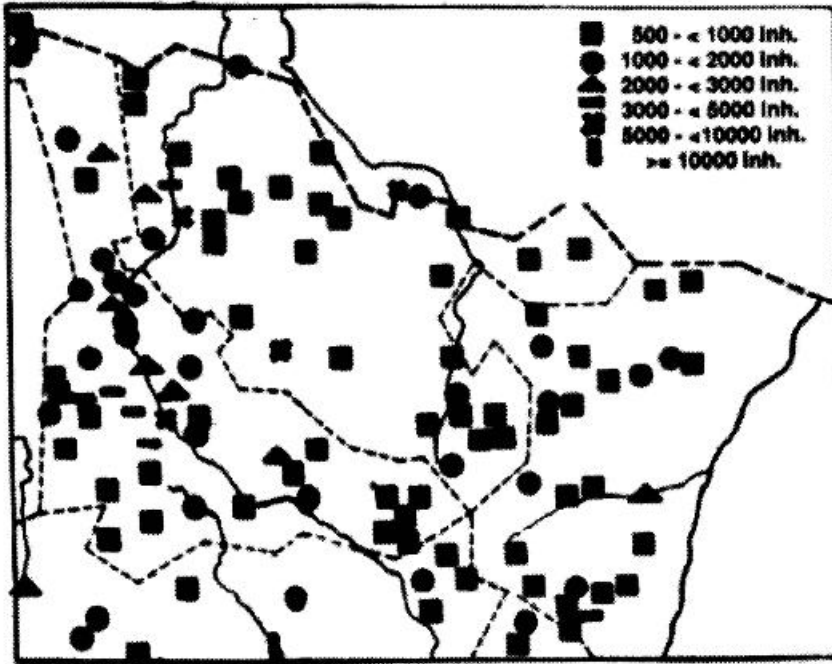 500 - < 1000 Inh.
1000 - < 2000 Inh.
2000 - < 3000 Inh.
3000 - < 5000 Inh.
5000 - <10000 Inh.
>= 10000 Inh.